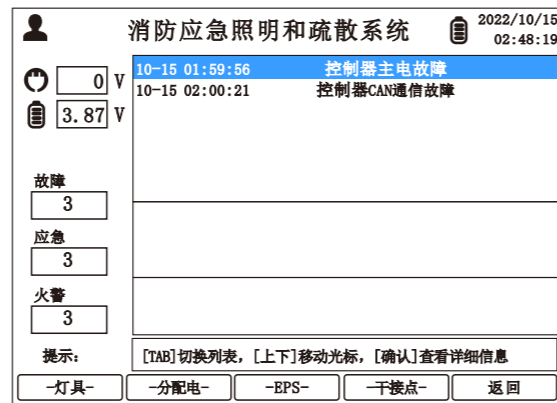 消防应急照明和疏散系统
2022/10/15
02:48:19
0 V
3.87 V
10-15 01:59:56 控制器主电故障
10-15 02:00:21 控制器CAN通信故障
故障
3
应急
3
火警
3
提示:
[TAB]切换列表，[上下]移动光标，[确认]查看详细信息
-灯具-
-分配电-
-EPS-
-干接点-
返回